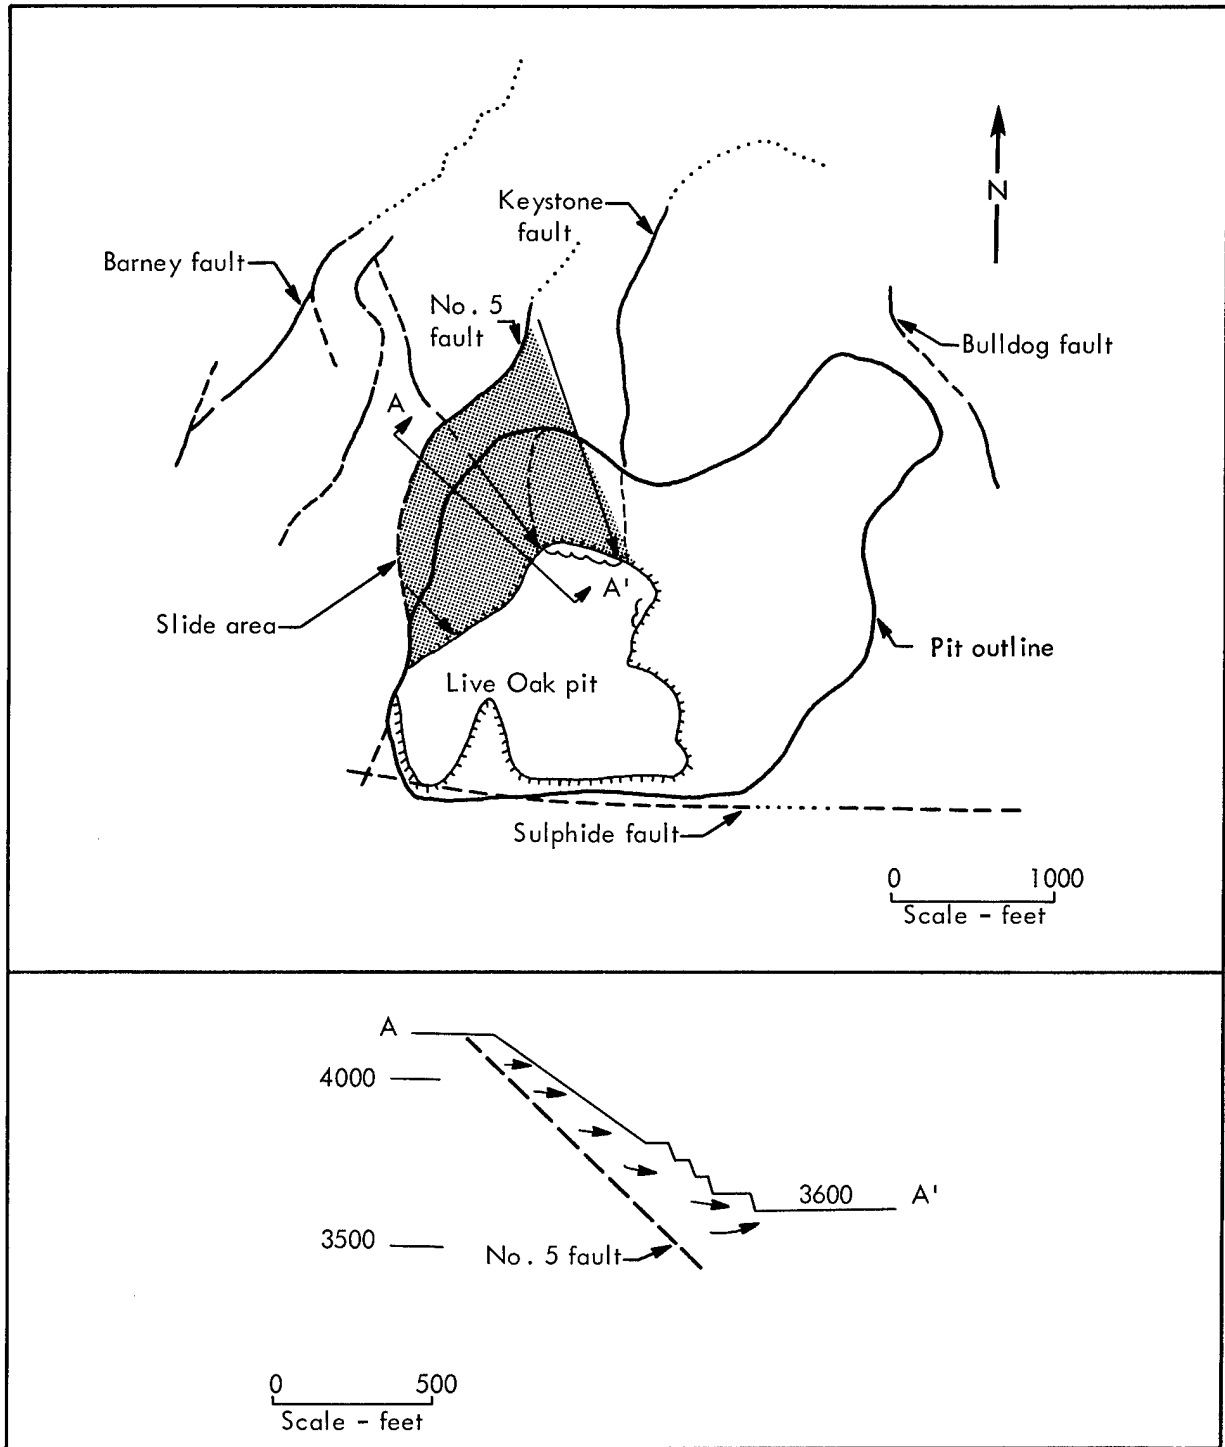 N
Keystone
fault
Barney fault
No. 5
fault
Bulldog fault
A
A'
Slide area
Pit outline
Live Oak pit
Sulphide fault
0 1000
Scale - feet
A
4000
3600 A'
3500
No. 5 fault
0 500
Scale - feet